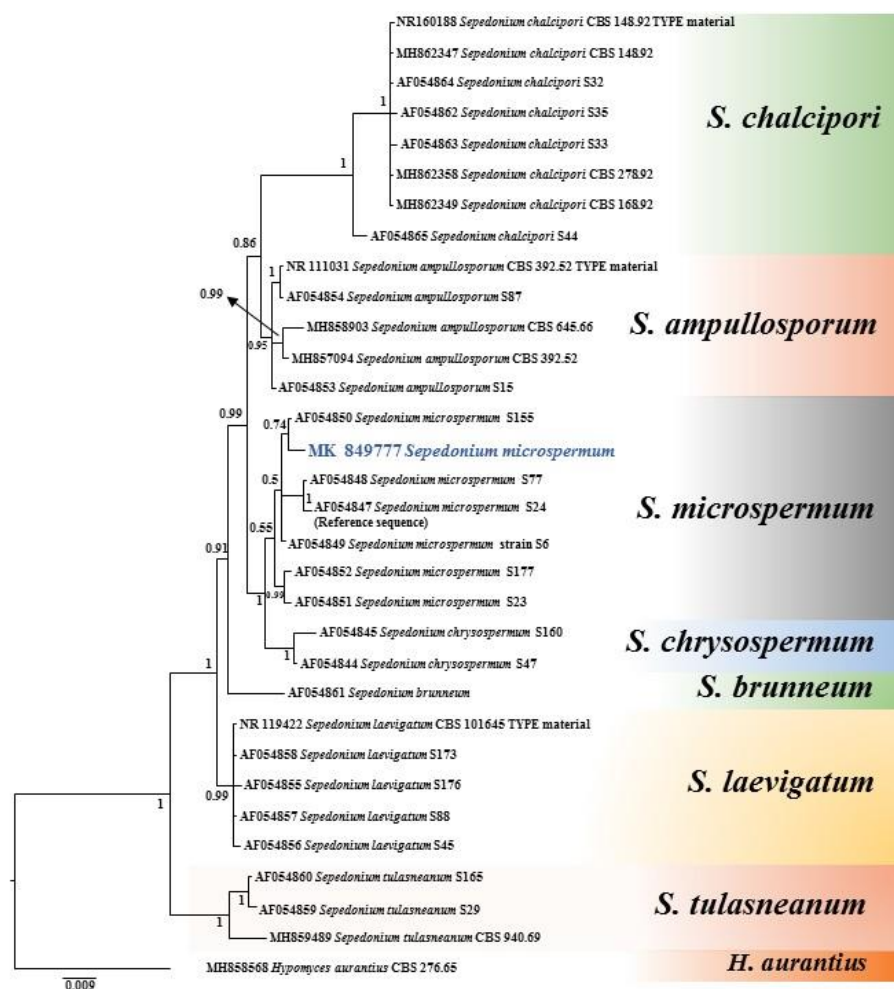 NR160188 Sepedonium chalcipori CBS 148.92 TYPE material
MH862347 Sepedonium chalcipori CBS 148.92
AF054864 Sepedonium chalcipori S32
1
AF054862 Sepedonium chalcipori S35
S. chalcipori
AF054863 Sepedonium chalcipori S33
1
MH862358 Sepedonium chalcipori CBS 278.92
MH862349 Sepedonium chalcipori CBS 168.92
AF054865 Sepedonium chalcipori S44
0.86
NR 111031 Sepedonium ampullosporum CBS 392.52 TYPE material
1
0.99
AF054854 Sepedonium ampullosporum S87
MH858903 Sepedonium ampullosporum CBS 645.66
S. ampullosporum
0.95
MH857094 Sepedonium ampullosporum CBS 392.52
AF054853 Sepedonium ampullosporum S15
0.99
AF054850 Sepedonium microspermum S155
0.74
MK 849777 Sepedonium microspermum
0.5
AF054848 Sepedonium microspermum S77
1
AF054847 Sepedonium microspermum S24
(Reference sequence)
S. microspermum
0.55
AF054849 Sepedonium microspermum strain S6
0.91
AF054852 Sepedonium microspermum S177
0.99
1
AF054851 Sepedonium microspermum S23
AF054845 Sepedonium chrysospermum S160
S. chrysospermum
1
AF054844 Sepedonium chrysospermum S47
1
AF054861 Sepedonium brunneum
S. brunneum
NR 119422 Sepedonium laevigatum CBS 101645 TYPE material
AF054858 Sepedonium laevigatum S173
AF054855 Sepedonium laevigatum S176
S. laevigatum
0.99
1
AF054857 Sepedonium laevigatum S88
AF054856 Sepedonium laevigatum S45
AF054860 Sepedonium tulasneanum S165
1
S. tulasneanum
AF054859 Sepedonium tulasneanum S29
1
MH859489 Sepedonium tulasneanum CBS 940.69
MH858568 Hypomyces aurantius CBS 276.65
H. aurantius
0.009